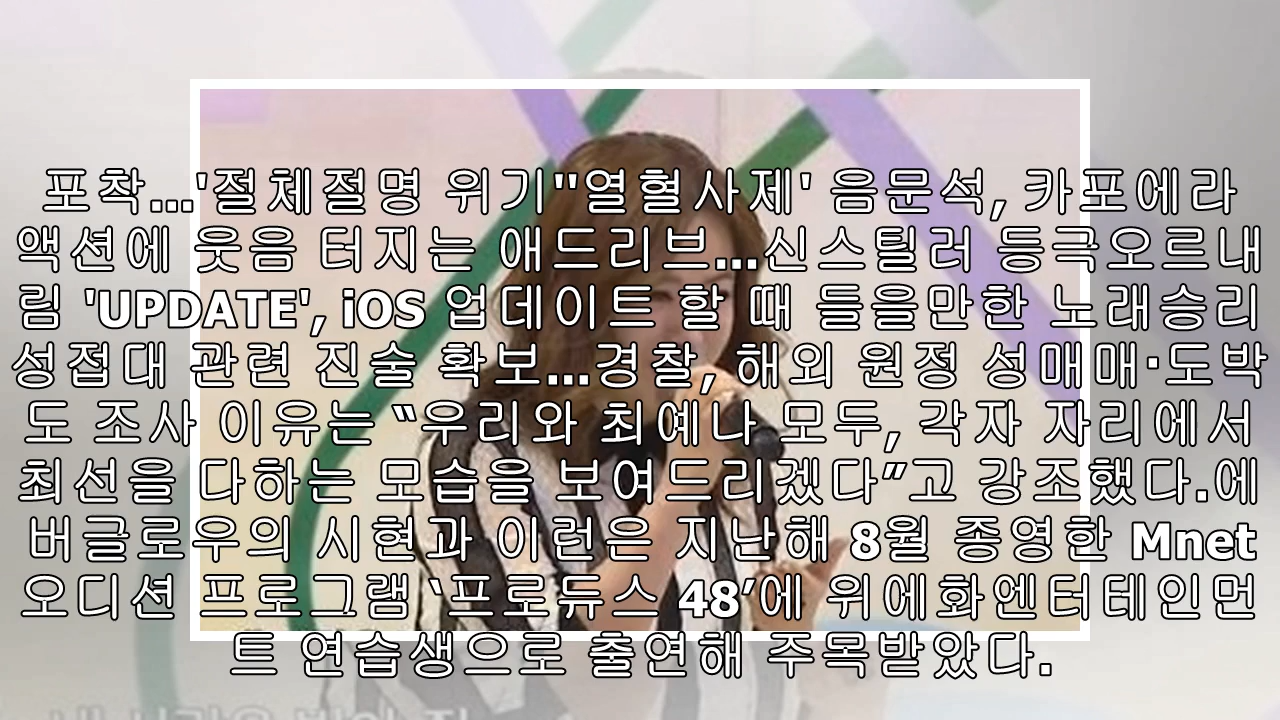 포착...'절체절명 위기''열혈사제' 음문석, 카포에라
액션에 웃음 터지는 애드리브...신스틸러 등극오르내
림 'UPDATE', iOS 업데이트 할 때 들을만한 노래승리
성접대 관련 진술 확보...경찰, 해외 원정 성매매·도박
도 조사 이유는 “우리와 최예나 모두, 각자 자리에서
최선을 다하는 모습을 보여드리겠다”고 강조했다.에
버글로우의 시현과 이런은 지난해 8월 종영한 Mnet
오디션 프로그램 ‘프로듀스 48’에 위에화엔터테인먼
트 연습생으로 출연해 주목받았다.